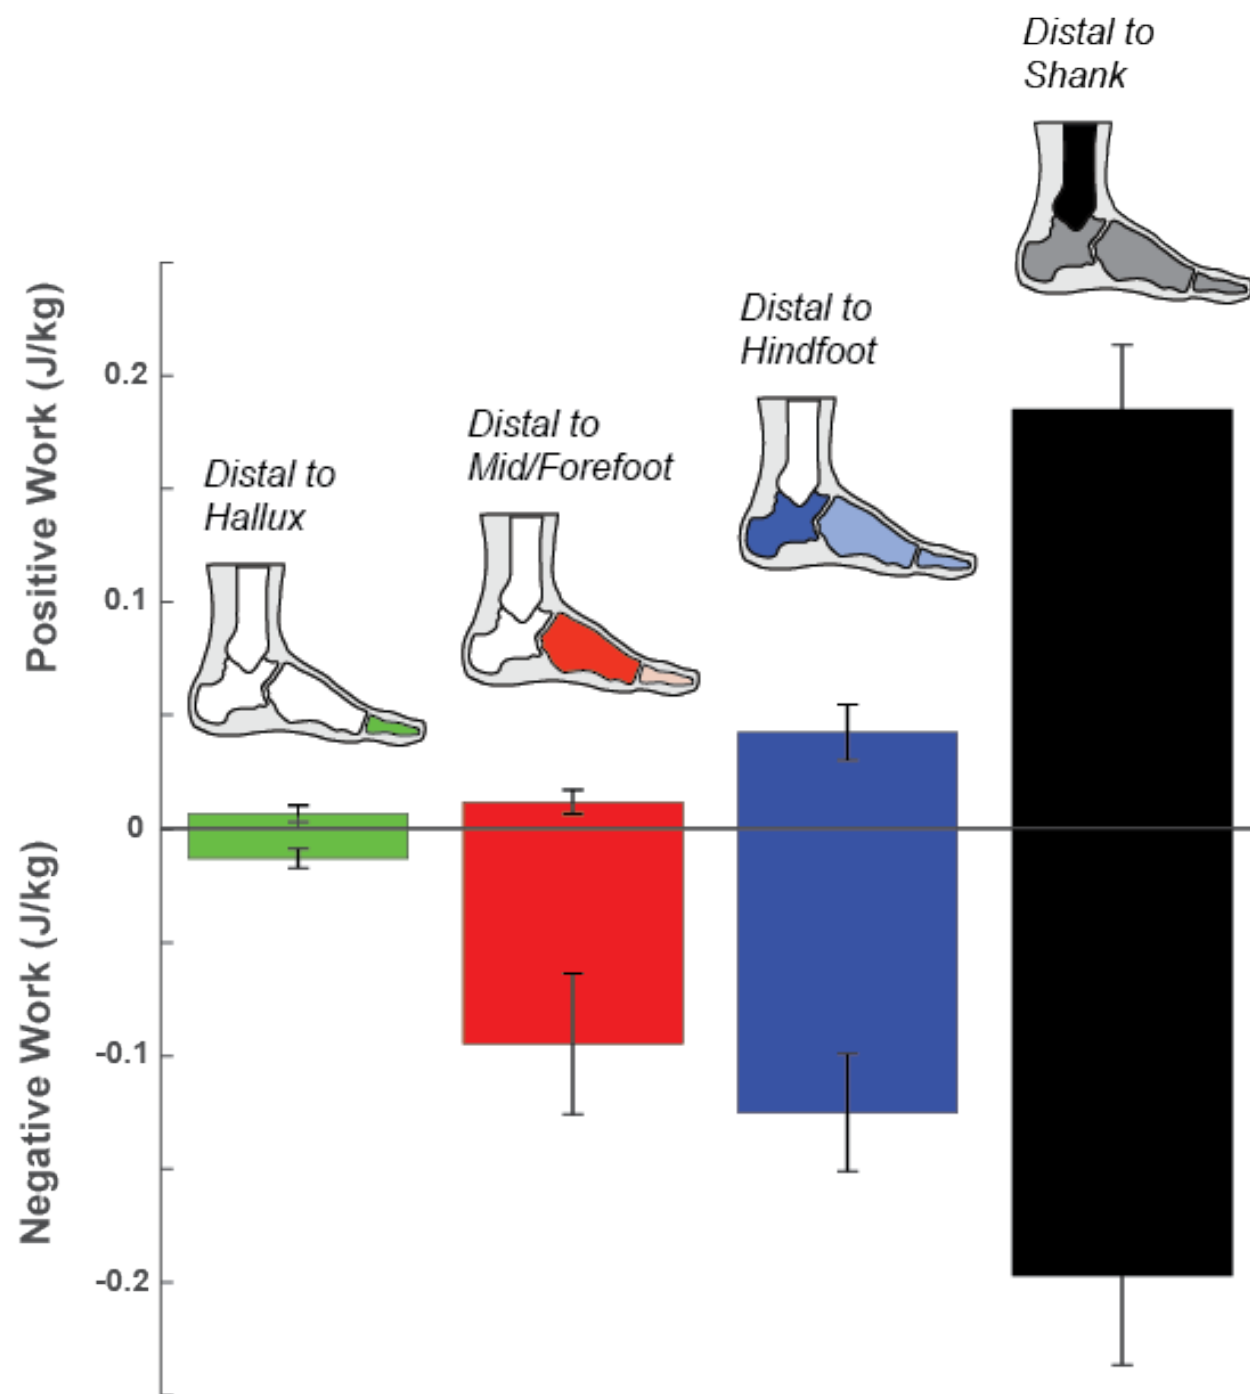 Distal to
Shank
Distal to
Hindfoot
Distal to
Mid/Forefoot
Distal to
Hallux
Positive Work (J/kg)
Negative Work (J/kg)
0.2
0.1
0
-0.1
-0.2